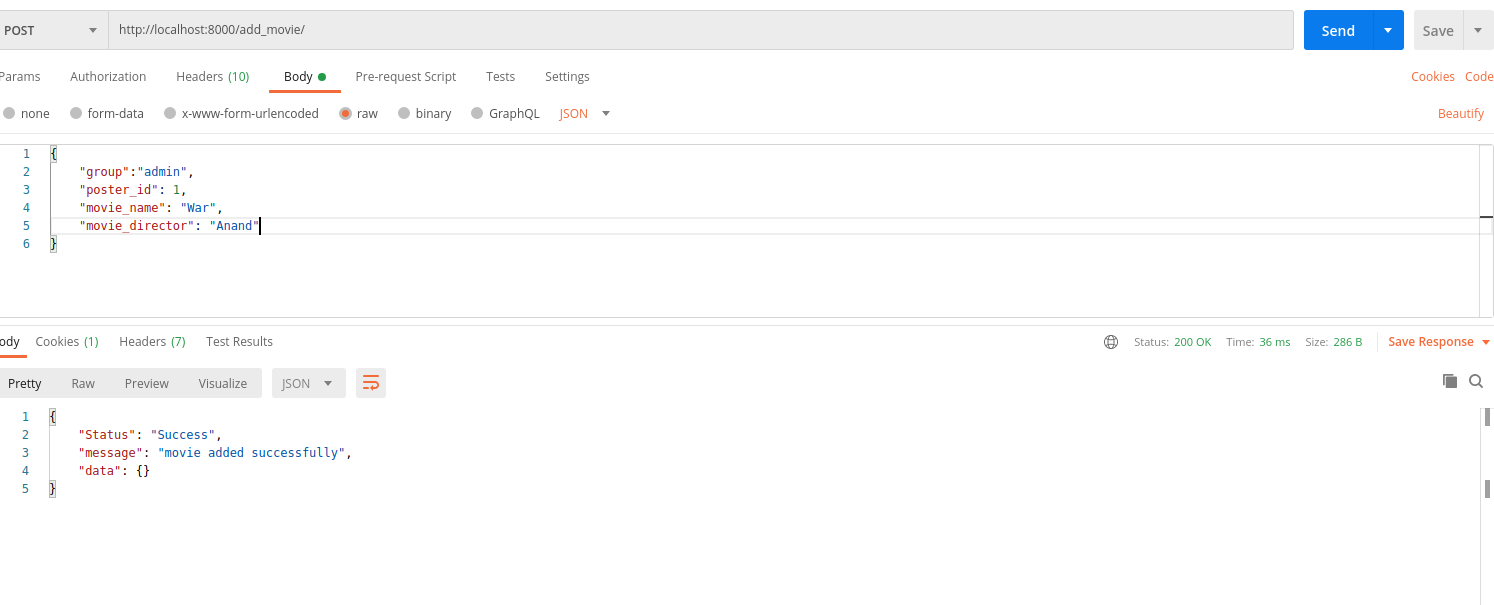 POST http://localhost:8000/add_movie/ Send Save
Params Authorization Headers (10) Body Pre-request Script Tests Settings Cookies Code
none form-data x-www-form-urlencoded raw binary GraphQL JSON Beautify
1 {
2 "group":"admin",
3 "poster_id": 1,
4 "movie_name": "War",
5 "movie_director": "Anand"
6 }
ody Cookies (1) Headers (7) Test Results Status: 200 OK Time: 36 ms Size: 286 B Save Response
Pretty Raw Preview Visualize JSON
1 {
2 "Status": "Success",
3 "message": "movie added successfully",
4 "data": {}
5 }